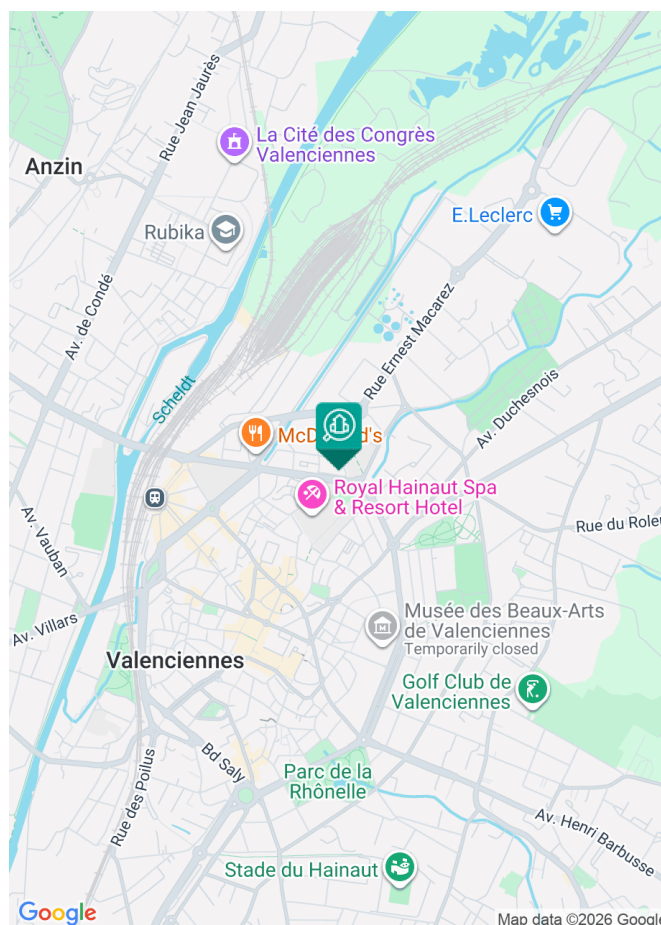 Rue Jean Jaurès
La Cité des Congrès
Valenciennes
Anzin
Rubika
E.Leclerc
Av. de Condé
Rue Ernest Macarez
Scheldt
Av. Duchesnois
McD d's
Royal Hainaut Spa
& Resort Hotel
Av. Vauban
Rue du Roleu
Av. Villars
Musée des Beaux-Arts
de Valenciennes
Temporarily closed
Valenciennes
Golf Club de
Valenciennes
Bd Saly
Rue des Poilus
Parc de la
Rhônelle
Av. Henri Barbusse
Stade du Hainaut
Google
Map data ©2026 Google